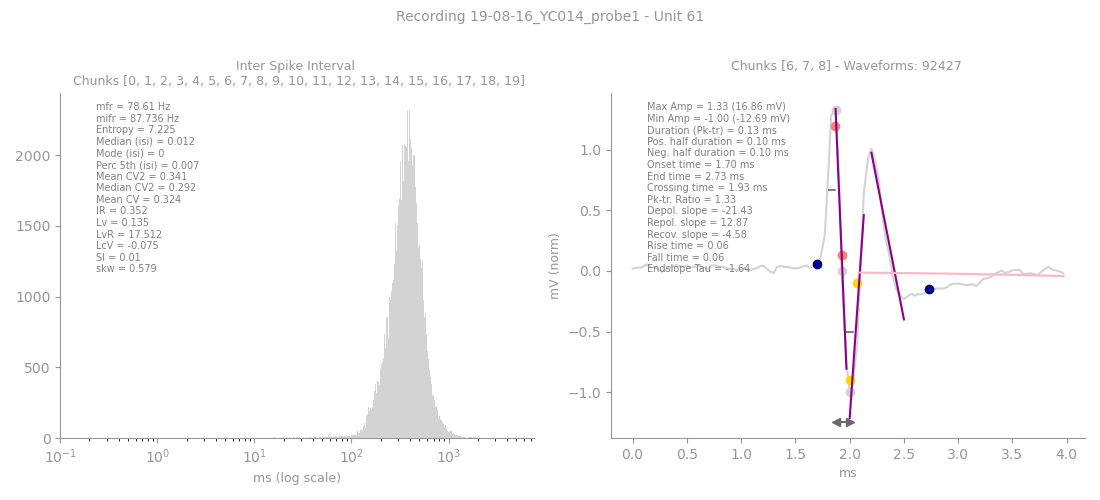 Recording 19-08-16_YC014_probe1 - Unit 61
Inter Spike Interval
Chunks [0, 1, 2, 3, 4, 5, 6, 7, 8, 9, 10, 11, 12, 13, 14, 15, 16, 17, 18, 19]
mfr = 78.61 Hz
mifr = 87.736 Hz
Entropy = 7.225
Median (isi) = 0.012
Mode (isi) = 0
Perc 5th (isi) = 0.007
Mean CV2 = 0.341
Median CV2 = 0.292
Mean CV = 0.324
IR = 0.352
Lv = 0.135
LvR = 17.512
LcV = -0.075
SI = 0.01
skw = 0.579
2000
1500
1000
500
0
10⁻¹ 10⁰ 10¹ 10² 10³
ms (log scale)
Chunks [6, 7, 8] - Waveforms: 92427
Max Amp = 1.33 (16.86 mV)
Min Amp = -1.00 (-12.69 mV)
Duration (Pk-tr) = 0.13 ms
Pos. half duration = 0.10 ms
Neg. half duration = 0.10 ms
Onset time = 1.70 ms
End time = 2.73 ms
Crossing time = 1.93 ms
Pk-tr. Ratio = 1.33
Depol. slope = -21.43
Repol. slope = 12.87
Recov. slope = -4.58
Rise time = 0.06
Fall time = 0.06
Endslope Tau = -1.64
mV (norm)
1.0
0.5
0.0
−0.5
−1.0
0.0 0.5 1.0 1.5 2.0 2.5 3.0 3.5 4.0
ms